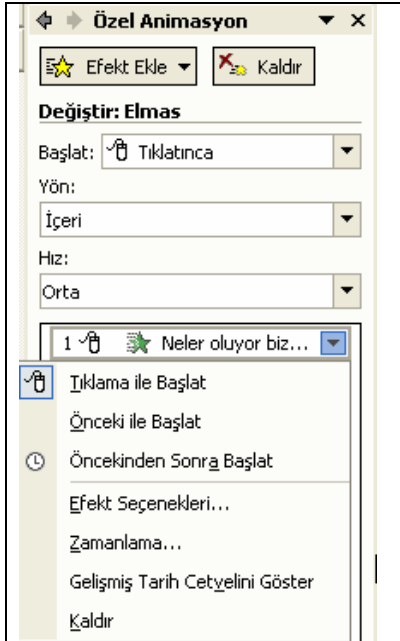 Özel Animasyon
Efekt Ekle Kaldır
Değiştir: Elmas
Başlat: Tıklatınca
Yön:
İçeri
Hız:
Orta
1 Neler oluyor biz...
Tıklama ile Başlat
Önceki ile Başlat
Öncekinden Sonra Başlat
Efekt Seçenekleri...
Zamanlama...
Gelişmiş Tarih Cetvelini Göster
Kaldır